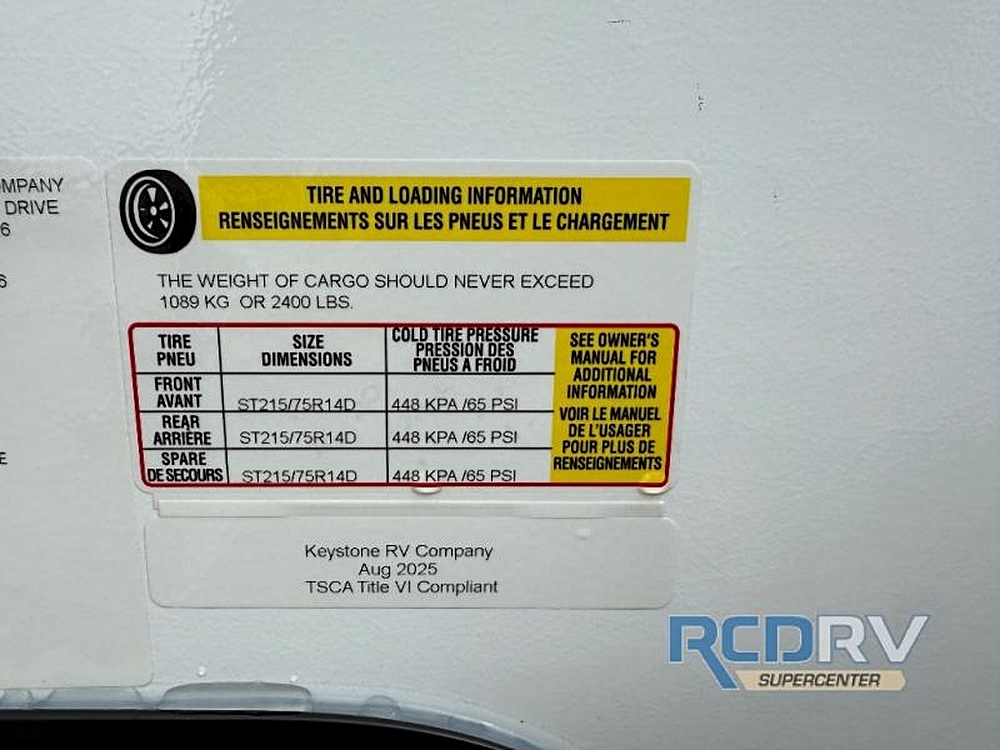 OMPANY
DRIVE
6
6
E
TIRE AND LOADING INFORMATION
RENSEIGNEMENTS SUR LES PNEUS ET LE CHARGEMENT
THE WEIGHT OF CARGO SHOULD NEVER EXCEED
1089 KG OR 2400 LBS.
TIRE
PNEU
SIZE
DIMENSIONS
COLD TIRE PRESSURE
PRESSION DES
PNEUS A FROID
FRONT
AVANT
ST215/75R14D
448 KPA /65 PSI
REAR
ARRIÈRE
ST215/75R14D
448 KPA /65 PSI
SPARE
DE SECOURS
ST215/75R14D
448 KPA /65 PSI
SEE OWNER'S
MANUAL FOR
ADDITIONAL
INFORMATION
VOIR LE MANUEL
DE L'USAGER
POUR PLUS DE
RENSEIGNEMENTS
Keystone RV Company
Aug 2025
TSCA Title VI Compliant
RCDRV
SUPERCENTER